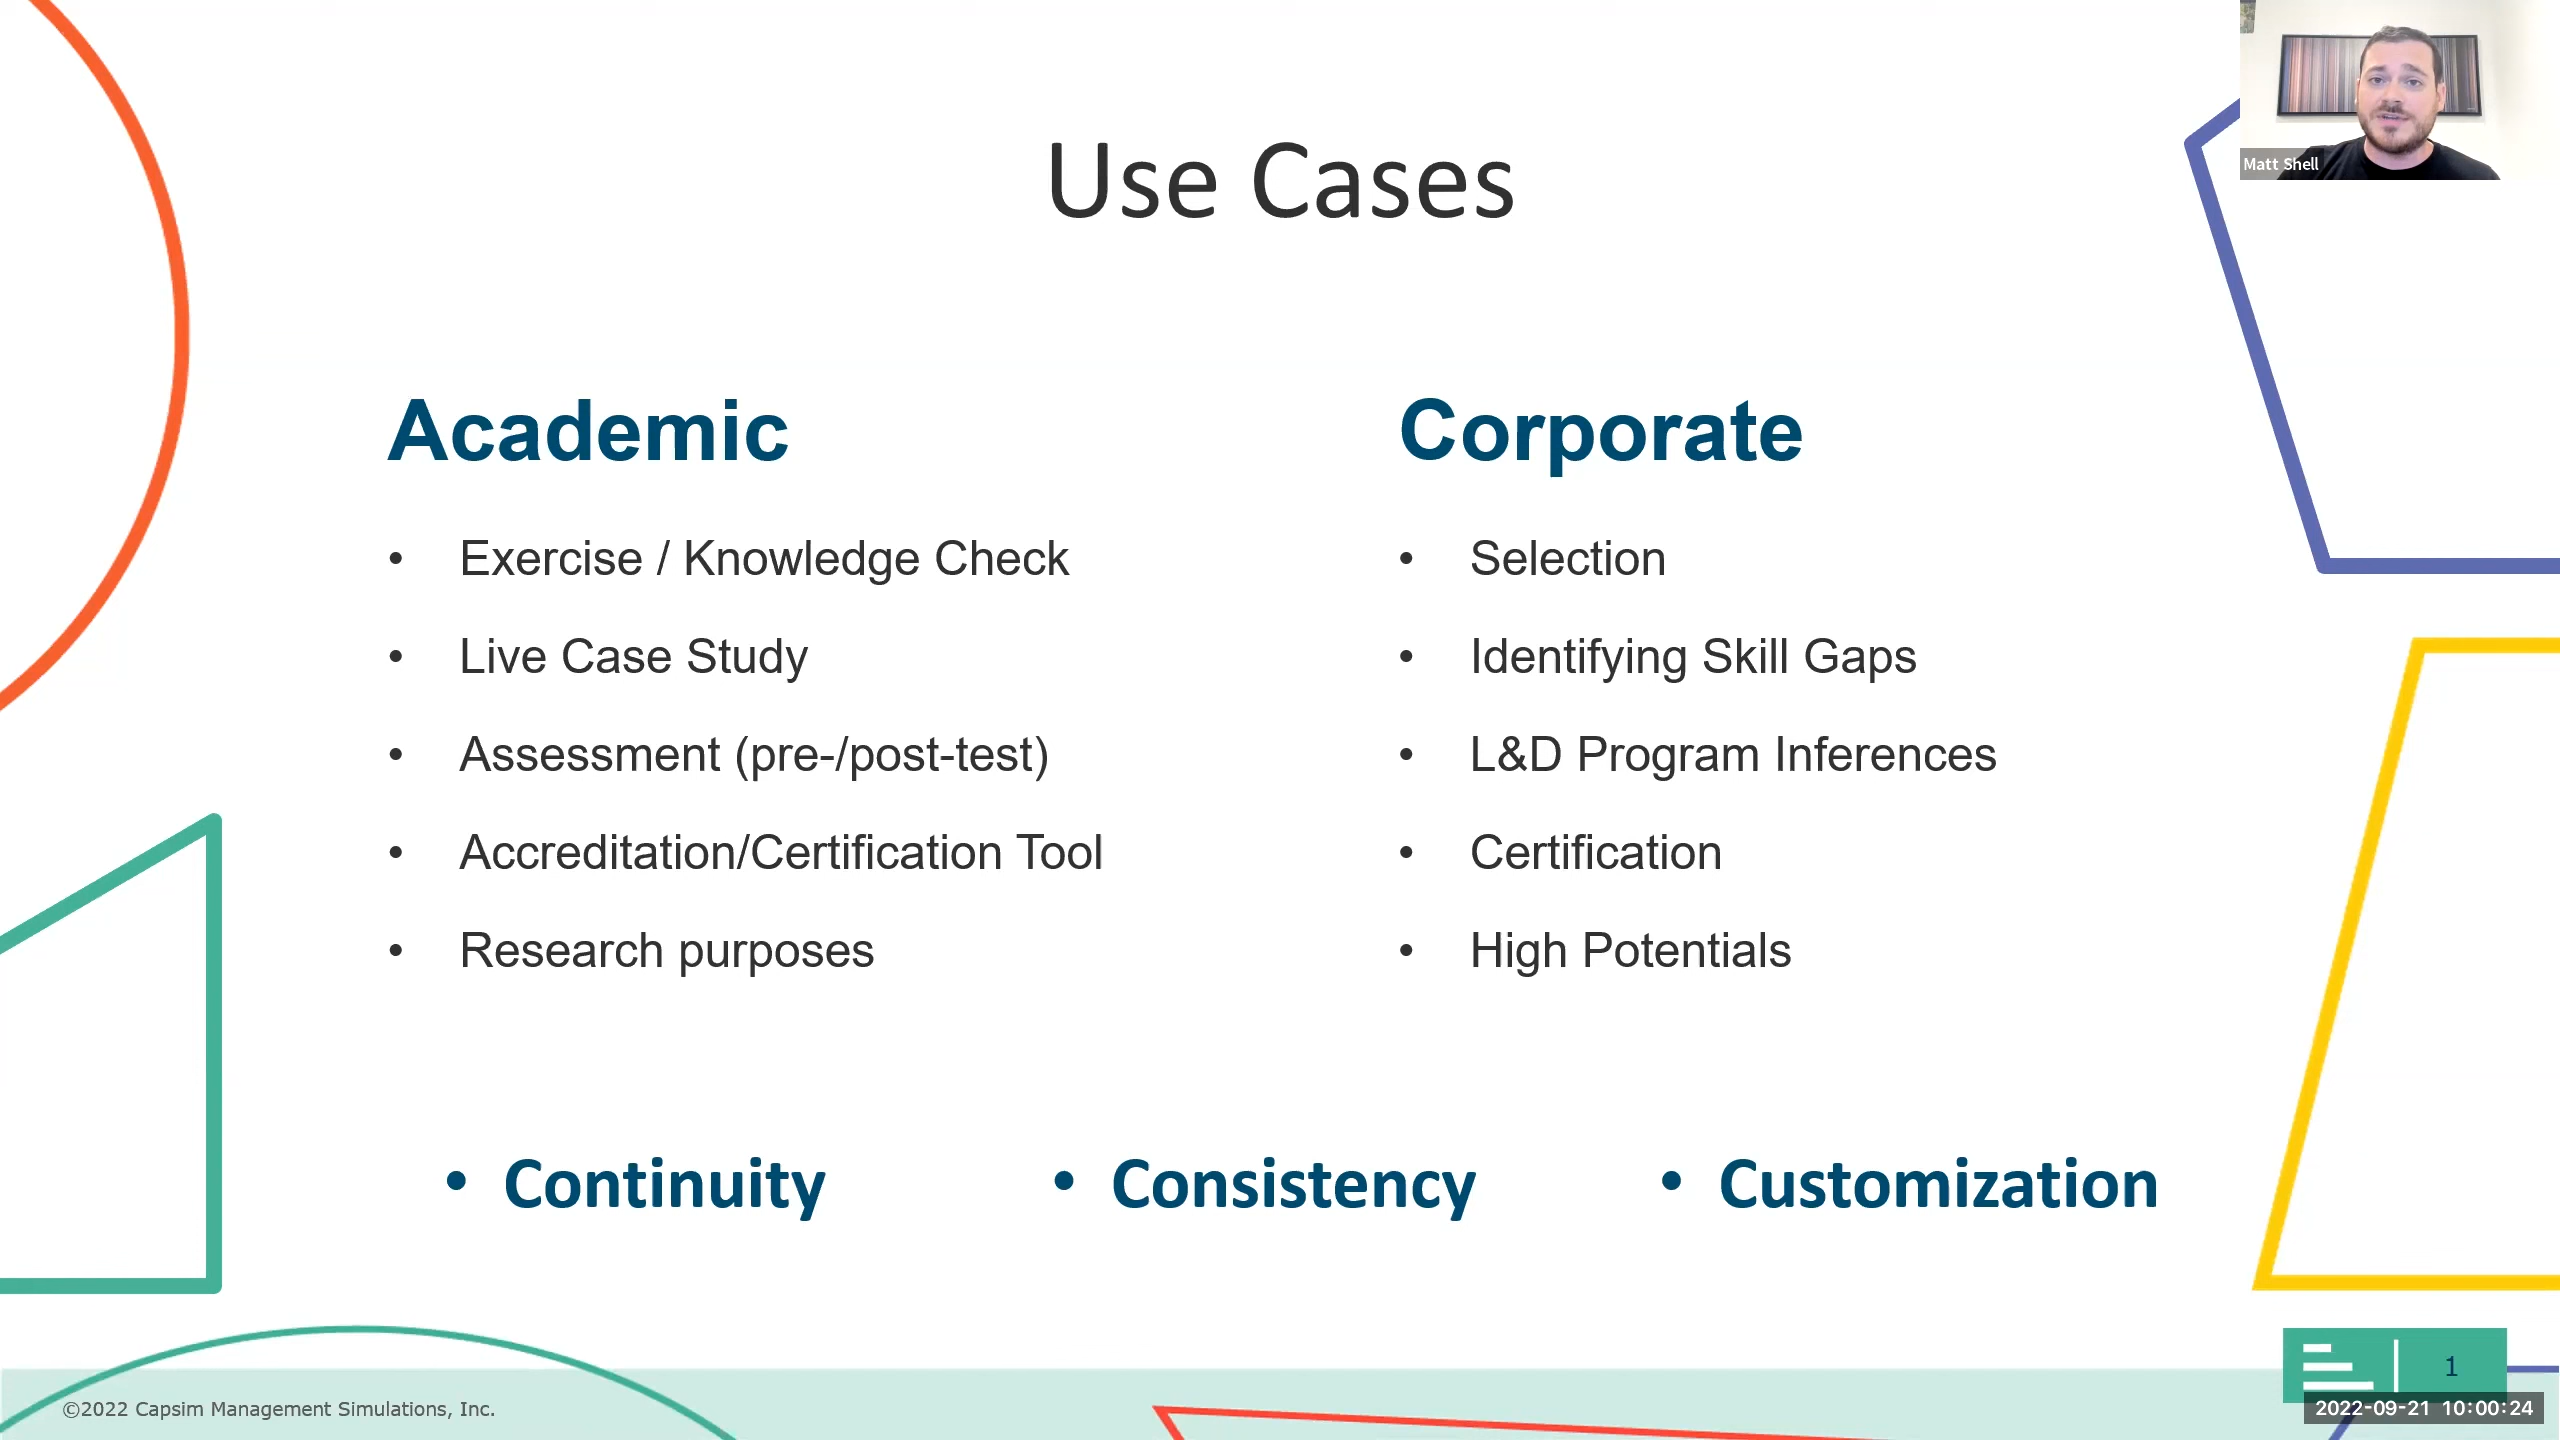 Matt Shell
Use Cases
Academic
• Exercise / Knowledge Check
• Live Case Study
• Assessment (pre-/post-test)
• Accreditation/Certification Tool
• Research purposes
Corporate
• Selection
• Identifying Skill Gaps
• L&D Program Inferences
• Certification
• High Potentials
• Continuity
• Consistency
• Customization
1
©2022 Capsim Management Simulations, Inc.
2022-09-21 10:00:24